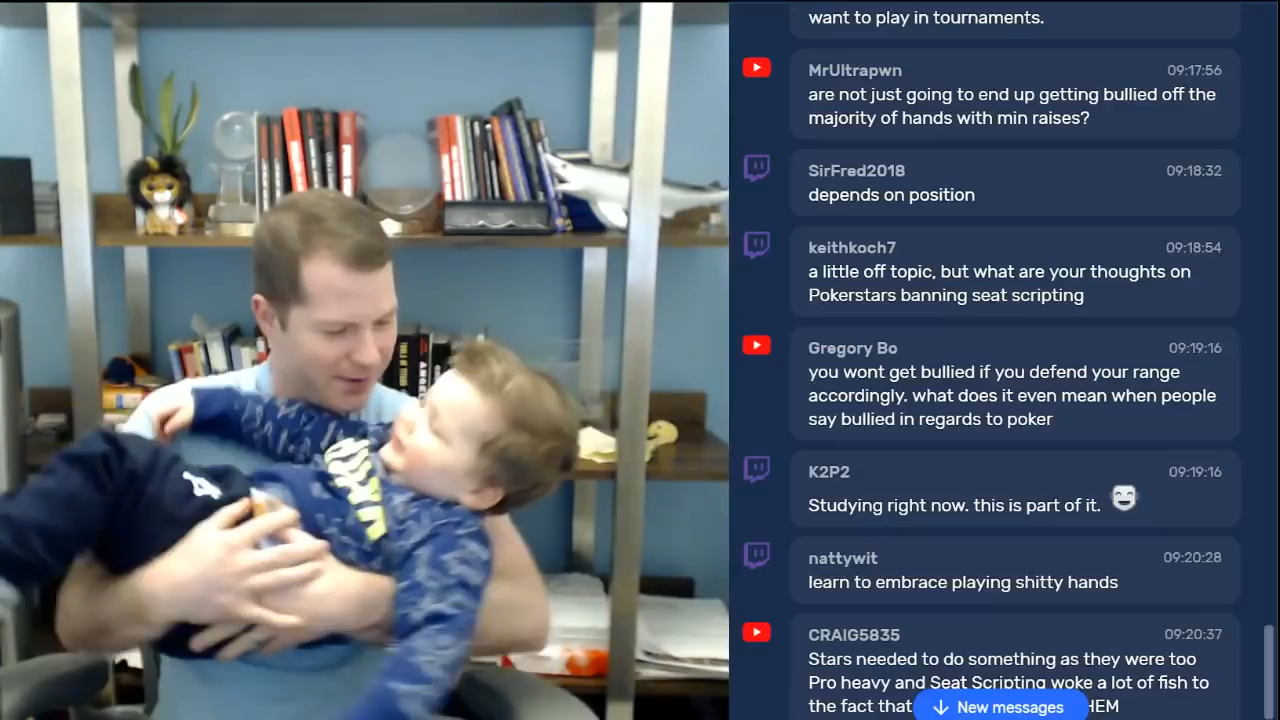 want to play in tournaments.
MrUltrapwn 09:17:56
are not just going to end up getting bullied off the
majority of hands with min raises?
SirFred2018 09:18:32
depends on position
keithkoch7 09:18:54
a little off topic, but what are your thoughts on
Pokerstars banning seat scripting
Gregory Bo 09:19:16
you wont get bullied if you defend your range
accordingly. what does it even mean when people
say bullied in regards to poker
K2P2 09:19:16
Studying right now. this is part of it.
nattywit 09:20:28
learn to embrace playing shitty hands
CRAIG5835 09:20:37
Stars needed to do something as they were too
Pro heavy and Seat Scripting woke a lot of fish to
the fact that HEM
New messages